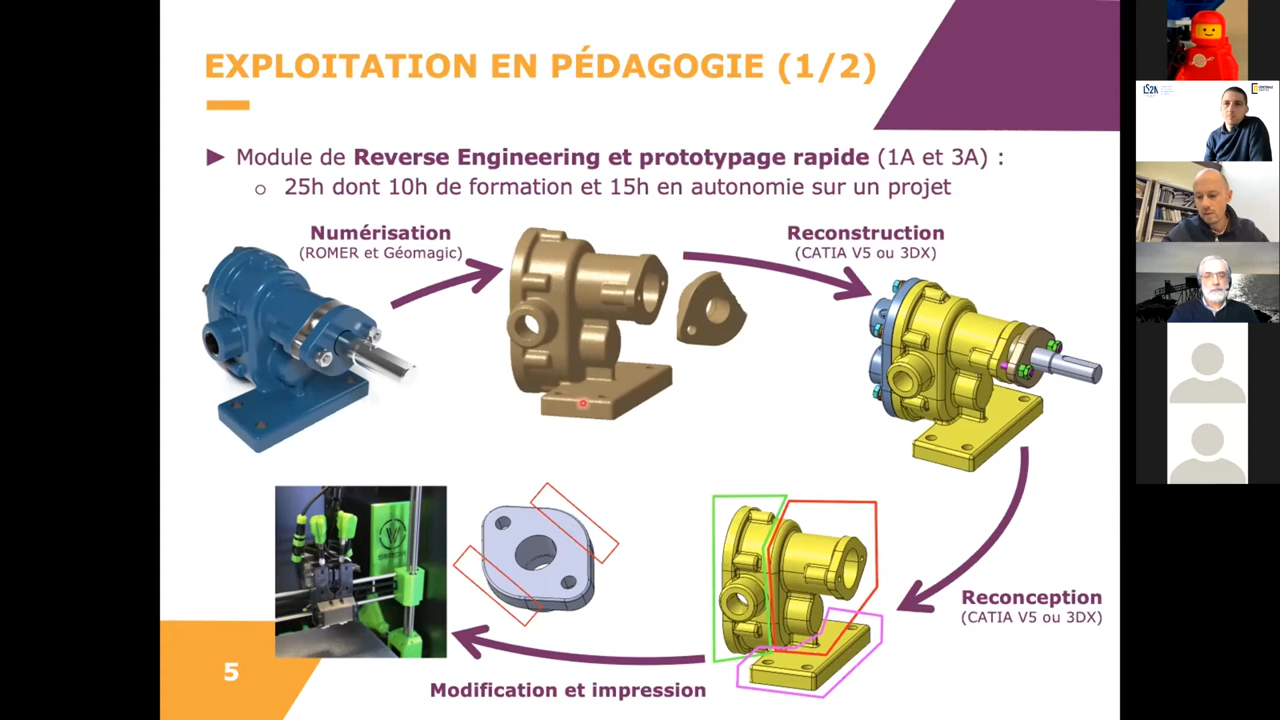 EXPLOITATION EN PÉDAGOGIE (1/2)
► Module de Reverse Engineering et prototypage rapide (1A et 3A) :
o 25h dont 10h de formation et 15h en autonomie sur un projet
Numérisation
(ROMER et Géomagic)
Reconstruction
(CATIA V5 ou 3DX)
Reconception
(CATIA V5 ou 3DX)
Modification et impression
5